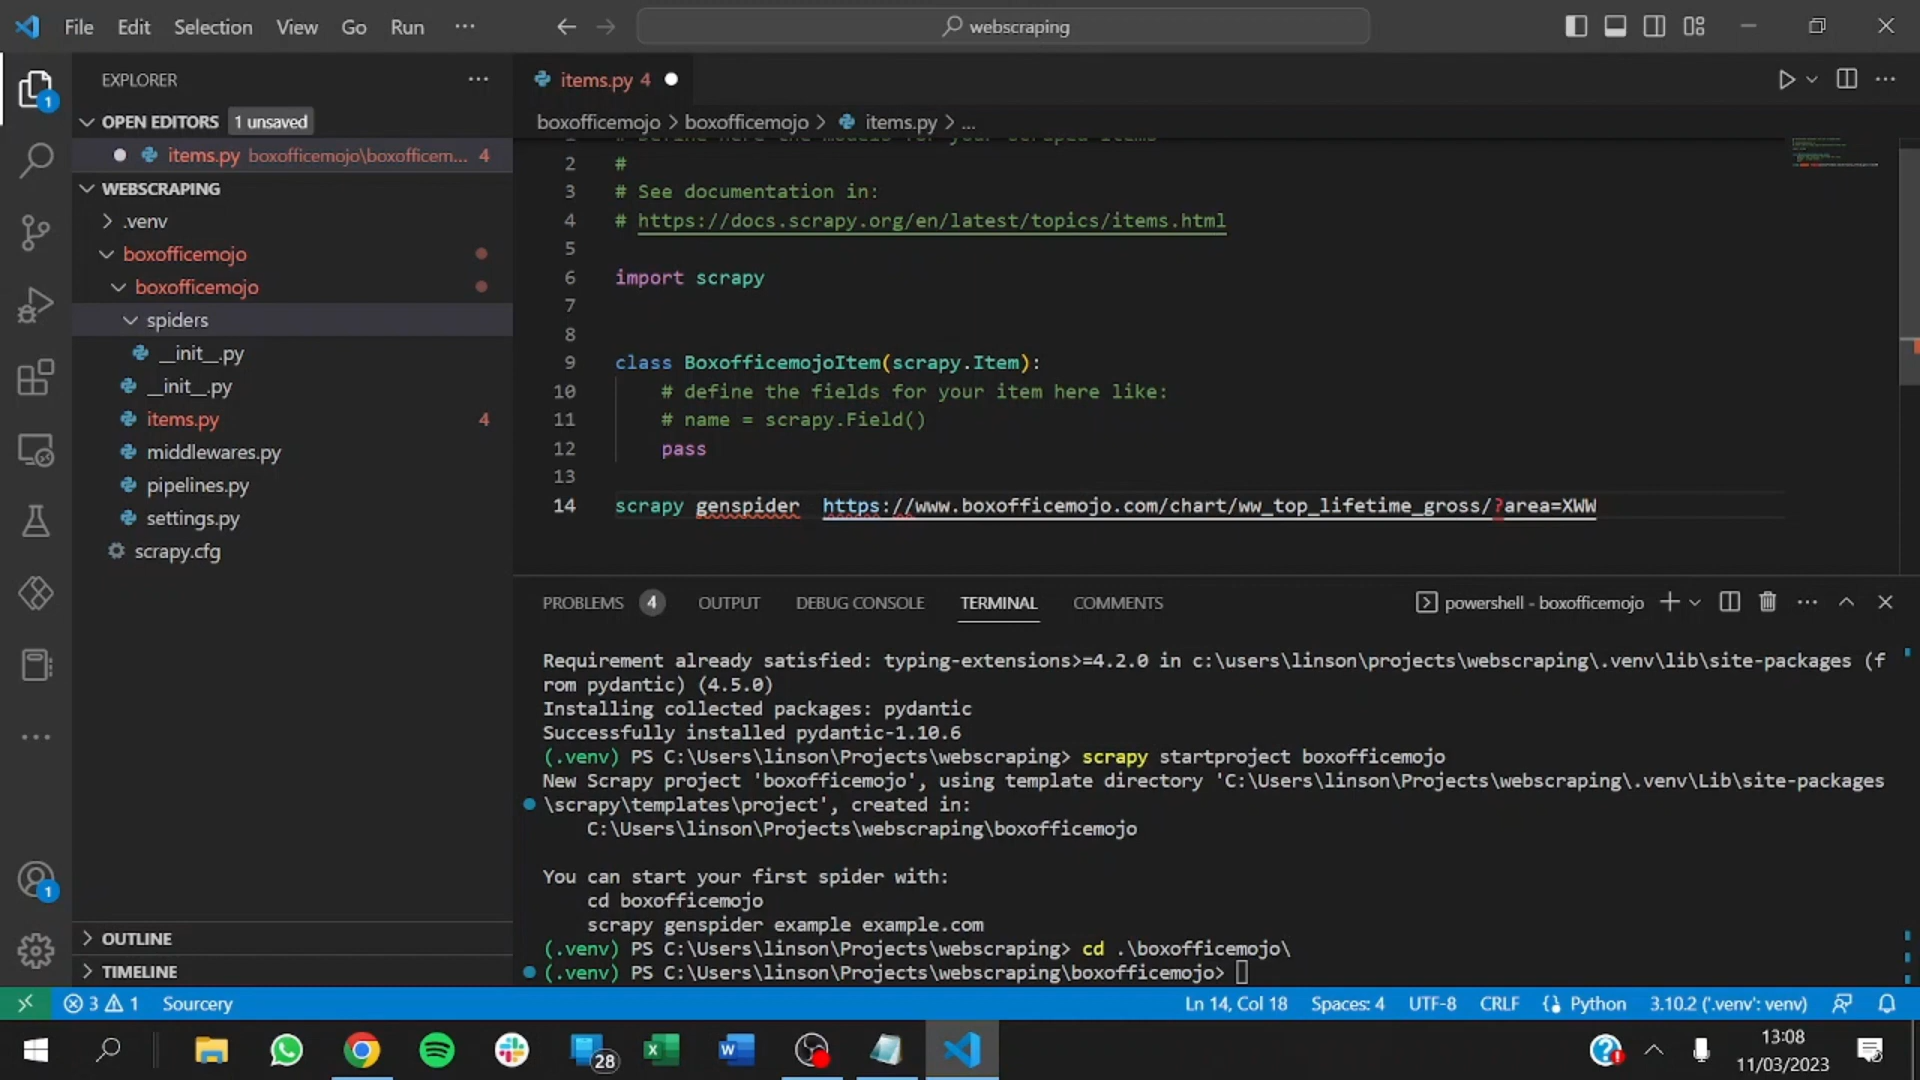 File Edit Selection View Go Run ··· webscraping
EXPLORER ···
OPEN EDITORS 1 unsaved
items.py boxofficemojo\boxofficem... 4
WEBSCRAPING
.venv
boxofficemojo
boxofficemojo
spiders
__init__.py
__init__.py
items.py 4
middlewares.py
pipelines.py
settings.py
scrapy.cfg
OUTLINE
TIMELINE
items.py 4
boxofficemojo > boxofficemojo > items.py > ...
1 # Define here the models for your scraped items
2 #
3 # See documentation in:
4 # https://docs.scrapy.org/en/latest/topics/items.html
5
6 import scrapy
7
8
9 class BoxofficemojoItem(scrapy.Item):
10 # define the fields for your item here like:
11 # name = scrapy.Field()
12 pass
13
14 scrapy genspider  https://www.boxofficemojo.com/chart/ww_top_lifetime_gross/?area=XWW
PROBLEMS 4 OUTPUT DEBUG CONSOLE TERMINAL COMMENTS powershell - boxofficemojo
Requirement already satisfied: typing-extensions>=4.2.0 in c:\users\linson\projects\webscraping\.venv\lib\site-packages (f
rom pydantic) (4.5.0)
Installing collected packages: pydantic
Successfully installed pydantic-1.10.6
(.venv) PS C:\Users\linson\Projects\webscraping> scrapy startproject boxofficemojo
New Scrapy project 'boxofficemojo', using template directory 'C:\Users\linson\Projects\webscraping\.venv\Lib\site-packages
\scrapy\templates\project', created in:
C:\Users\linson\Projects\webscraping\boxofficemojo
You can start your first spider with:
cd boxofficemojo
scrapy genspider example example.com
(.venv) PS C:\Users\linson\Projects\webscraping> cd .\boxofficemojo\
(.venv) PS C:\Users\linson\Projects\webscraping\boxofficemojo>
3 1 Sourcery Ln 14, Col 18 Spaces: 4 UTF-8 CRLF Python 3.10.2 ('.venv': venv)
28 13:08
11/03/2023